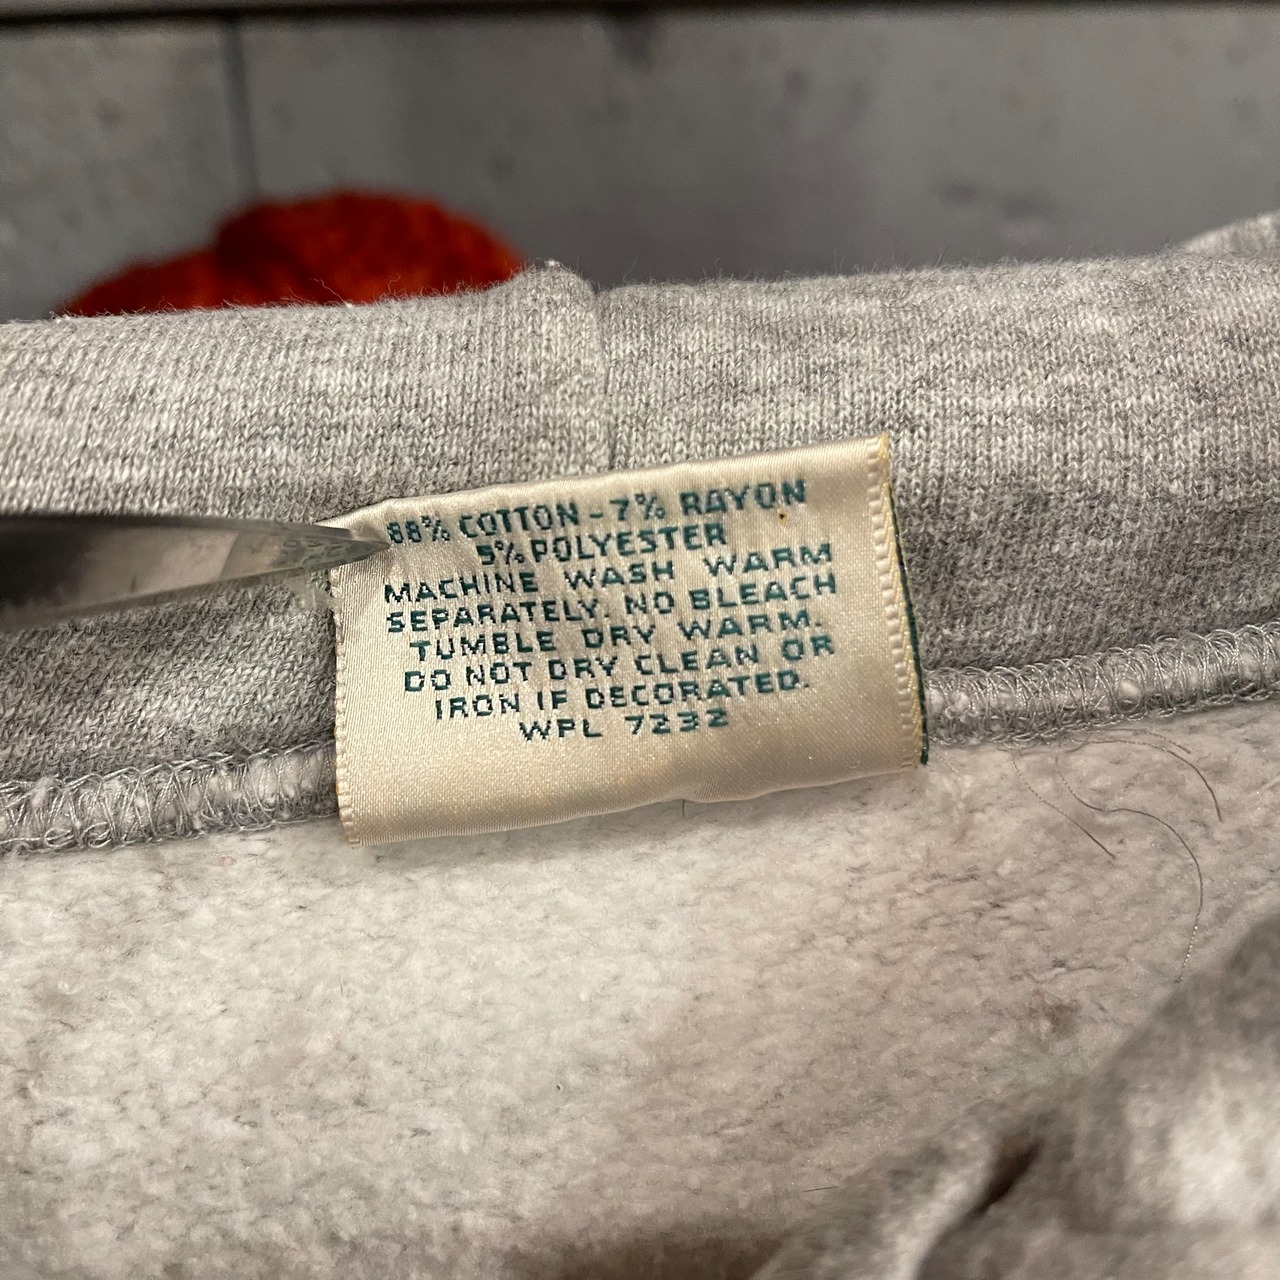 88% COTTON - 7% RAYON
5% POLYESTER
MACHINE WASH WARM
SEPARATELY. NO BLEACH
TUMBLE DRY WARM.
DO NOT DRY CLEAN OR
IRON IF DECORATED.
WPL 7232